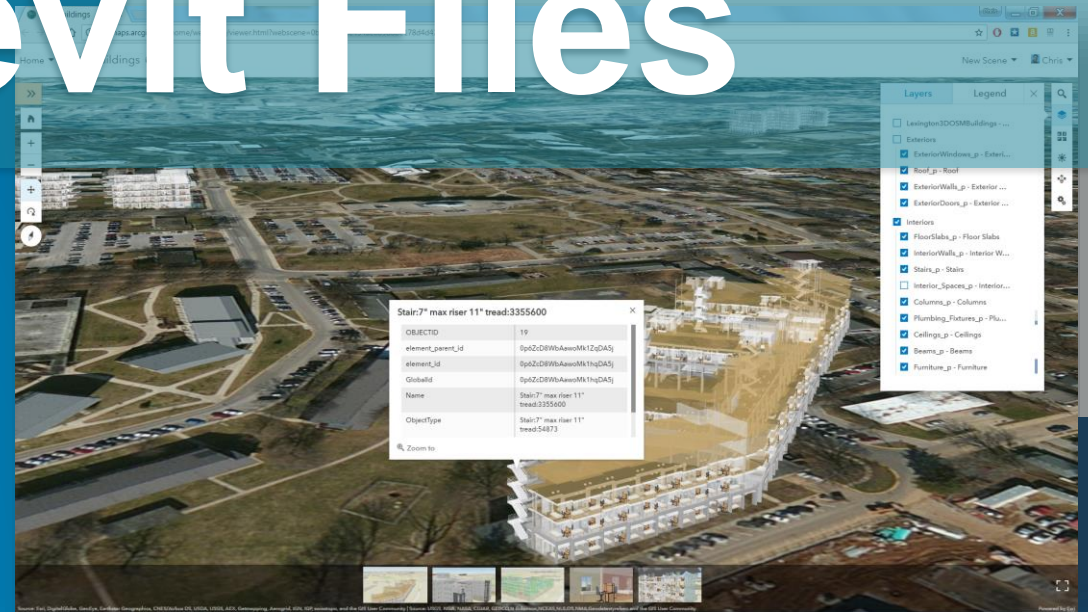 evit Files
ildings
Home
ildings
New Scene
Chris
Layers
Legend
Lexington3DOSMBuildings - ...
Exteriors
ExteriorWindows_p - Exteri...
Roof_p - Roof
ExteriorWalls_p - Exterior ...
ExteriorDoors_p - Exterior ...
Interiors
FloorSlabs_p - Floor Slabs
InteriorWalls_p - Interior W...
Stairs_p - Stairs
Interior_Spaces_p - Interior...
Columns_p - Columns
Plumbing_Fixtures_p - Plu...
Ceilings_p - Ceilings
Beams_p - Beams
Furniture_p - Furniture
Stair:7" max riser 11" tread:3355600
OBJECTID 19
element_parent_id 0p6ZcD8WbAawoMk1ZqDA5j
element_id 0p6ZcD8WbAawoMk1hqDA5j
GlobalId 0p6ZcD8WbAawoMk1hqDA5j
Name Stair:7" max riser 11"
tread:3355600
ObjectType Stair:7" max riser 11"
tread:54873
Zoom to